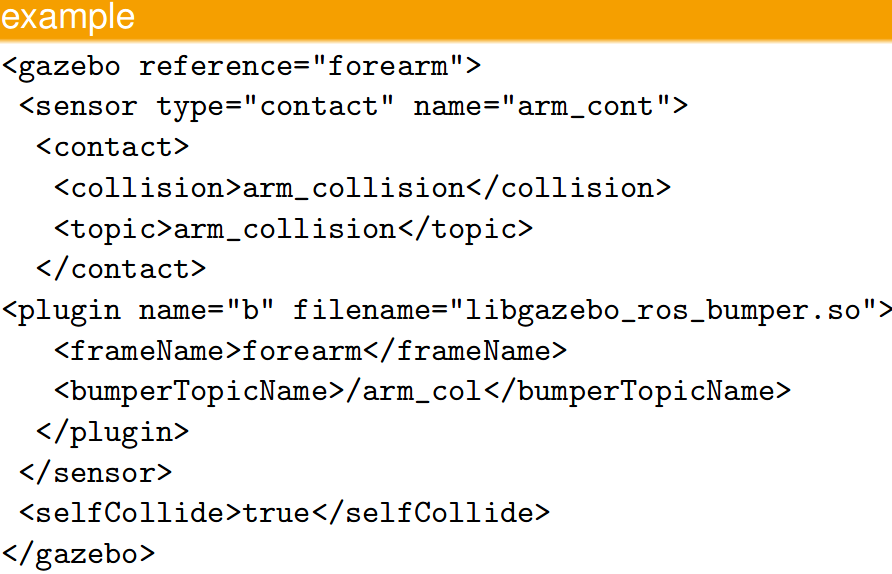 example
<gazebo reference="forearm">
<sensor type="contact" name="arm_cont">
<contact>
<collision>arm_collision</collision>
<topic>arm_collision</topic>
</contact>
<plugin name="b" filename="libgazebo_ros_bumper.so">
<frameName>forearm</frameName>
<bumperTopicName>/arm_col</bumperTopicName>
</plugin>
</sensor>
<selfCollide>true</selfCollide>
</gazebo>